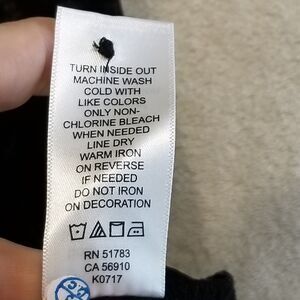 TURN INSIDE OUT
MACHINE WASH
COLD WITH
LIKE COLORS
ONLY NON-
CHLORINE BLEACH
WHEN NEEDED
LINE DRY
WARM IRON
ON REVERSE
IF NEEDED
DO NOT IRON
ON DECORATION
RN 51783
CA 56910
K0717